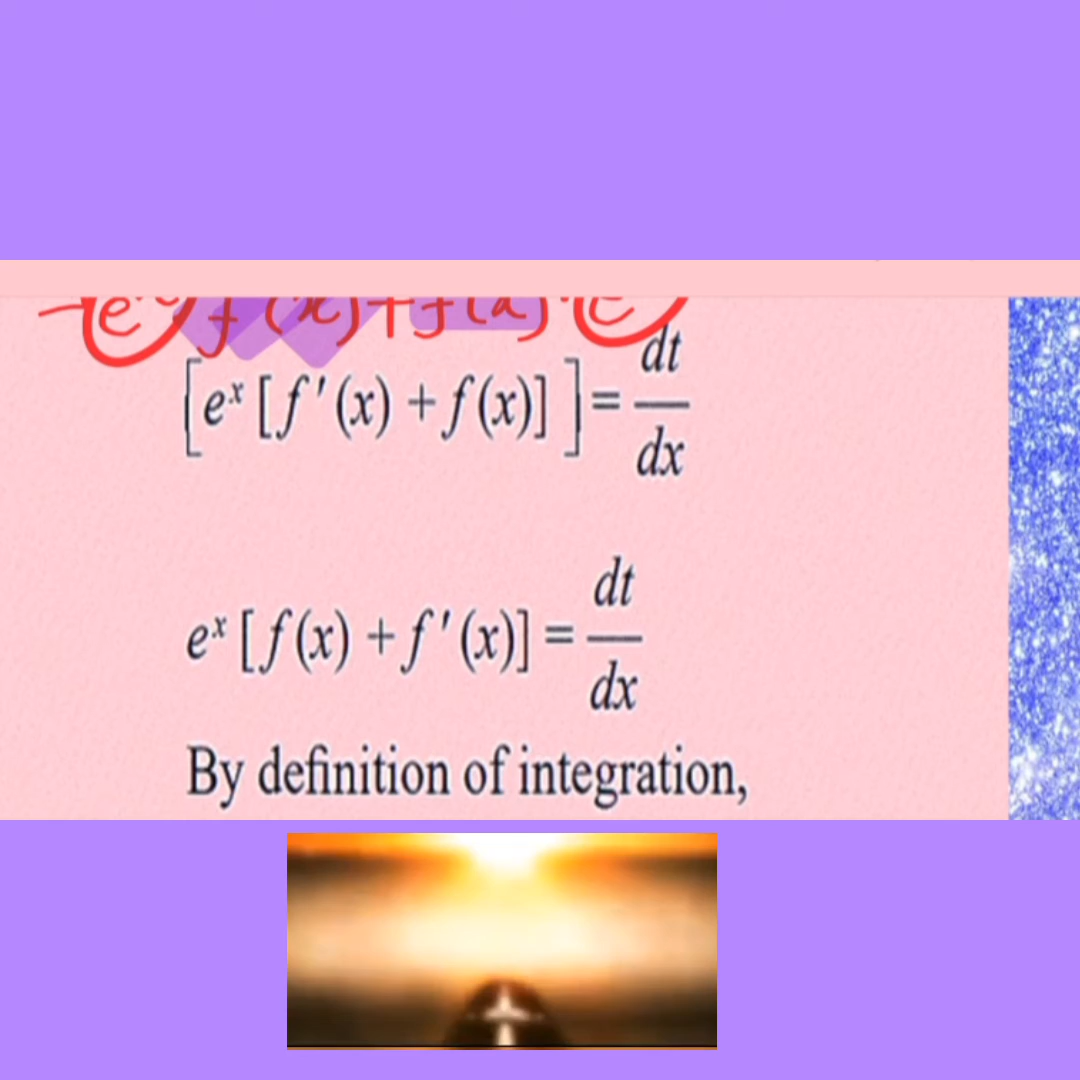 [eˣ [f'(x) + f(x)] ] = dt/dx
eˣ [f(x) + f'(x)] = dt/dx
By definition of integration,